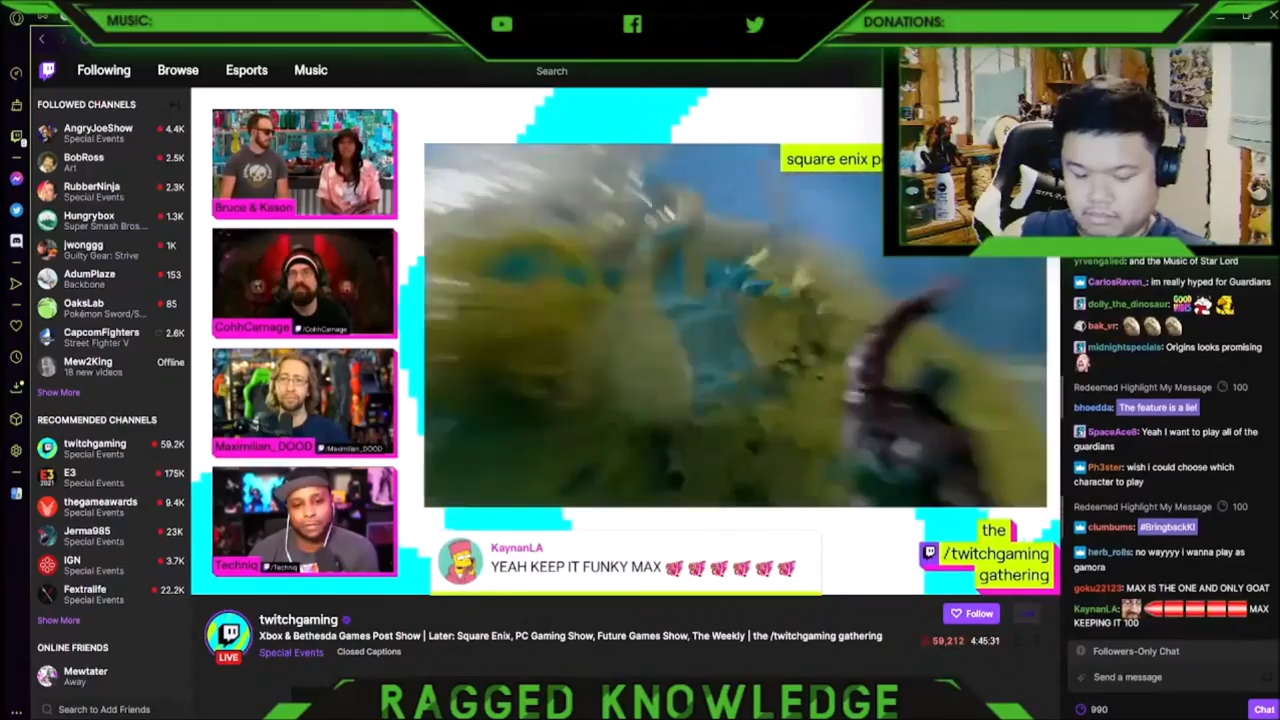 MUSIC:
DONATIONS:
Following
Browse
Esports
Music
Search
FOLLOWED CHANNELS
AngryJoeShow
4.4K
Special Events
BobRoss
2.5K
Art
RubberNinja
2.3K
Special Events
Hungrybox
1.3K
Super Smash Bros...
jwonggg
1K
Guilty Gear: Strive
AdumPlaze
153
Backbone
OaksLab
85
Pokémon Sword/S...
CapcomFighters
2.6K
Street Fighter V
Mew2King
Offline
18 new videos
Show More
RECOMMENDED CHANNELS
twitchgaming
59.2K
Special Events
E3
175K
Special Events
thegameawards
9.4K
Special Events
Jerma985
23K
Special Events
IGN
3.7K
Special Events
Fextralife
22.2K
Special Events
Show More
ONLINE FRIENDS
Mewtater
Away
Search to Add Friends
Bruce & Kason
CohhCarnage
/CohhCarnage
Maximilian_DOOD
/Maximilian_DOOD
Techniq
/Techniq
square enix
KaynanLA
YEAH KEEP IT FUNKY MAX
the
/twitchgaming
gathering
twitchgaming
Xbox & Bethesda Games Post Show | Later: Square Enix, PC Gaming Show, Future Games Show, The Weekly | the /twitchgaming gathering
Special Events
Closed Captions
LIVE
Follow
59,212
4:45:31
yrvengalied: and the Music of Star
Lord
CarlosRaven_: im really hyped for Guardians
dolly_the_dinosaur: GOOD VIBES
bak_vr:
midnightspecials: Origins looks promising
Redeemed Highlight My Message 100
bhoedda: The feature is a lie!
SpaceAce8: Yeah I want to play all of the
guardians
Ph3ster: wish i could choose which
character to play
Redeemed Highlight My Message 100
clumbums: #BringbackKI
herb_rolls: no wayyyy i wanna play as
gamora
goku22123: MAX IS THE ONE AND ONLY GOAT
KaynanLA: MAX
KEEPING IT 100
Followers-Only Chat
Send a message
990
Chat
RAGGED KNOWLEDGE